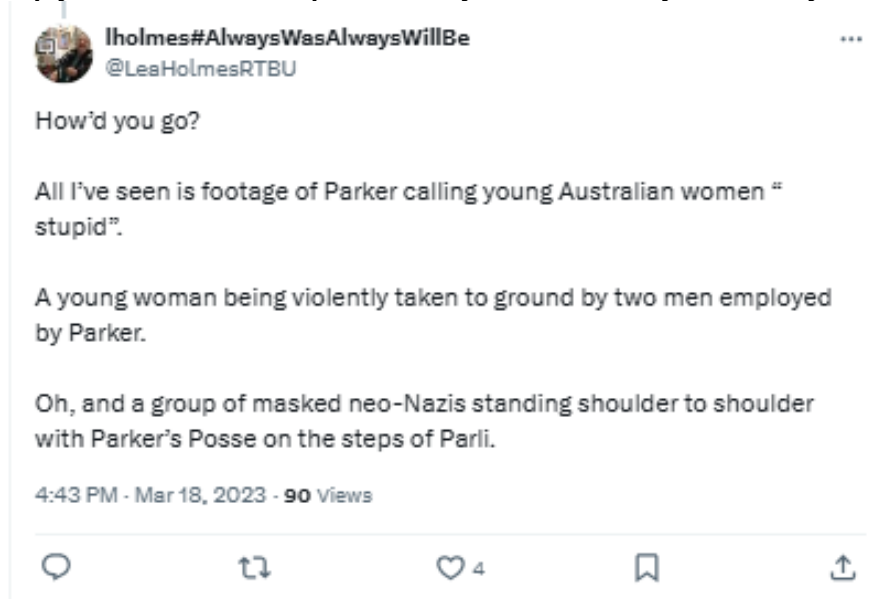 lholmes#AlwaysWasAlwaysWillBe
@LeaHolmesRTBU
How’d you go?
All I’ve seen is footage of Parker calling young Australian women “
stupid”.
A young woman being violently taken to ground by two men employed
by Parker.
Oh, and a group of masked neo-Nazis standing shoulder to shoulder
with Parker’s Posse on the steps of Parli.
4:43 PM · Mar 18, 2023 · 90 Views
4